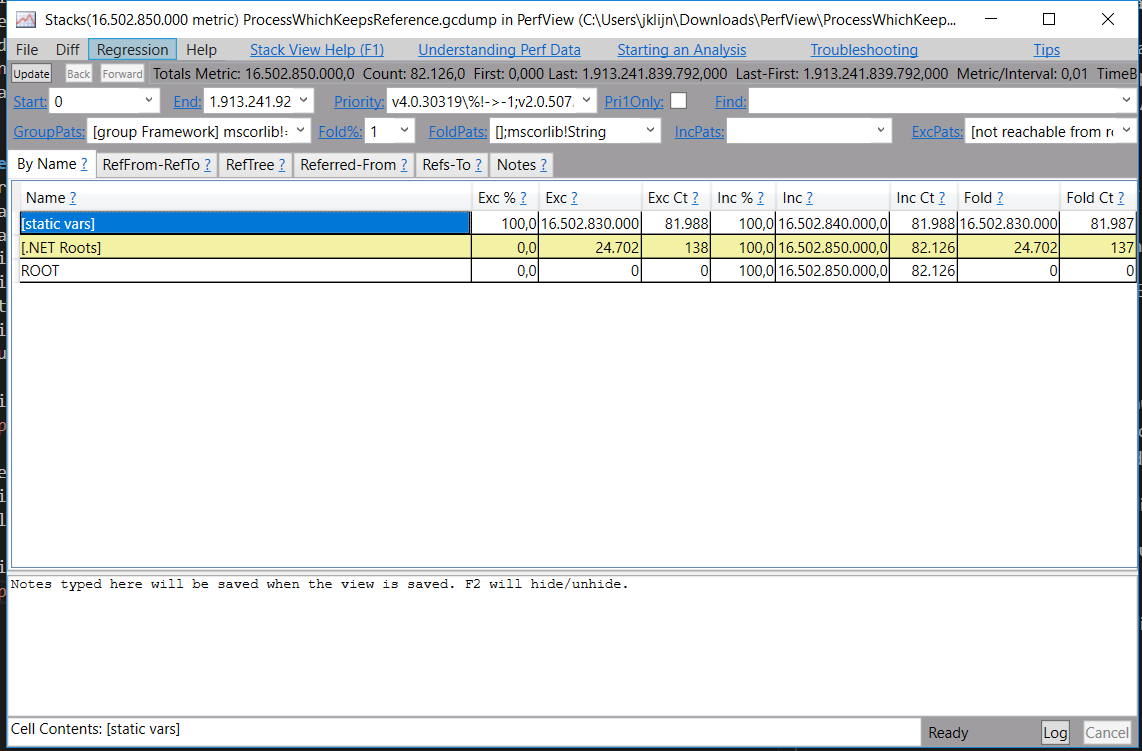 Stacks(16.502.850.000 metric) ProcessWhichKeepsReference.gcdump in PerfView (C:\Users\jklijn\Downloads\PerfView\ProcessWhichKeep...
File Diff Regression Help Stack View Help (F1) Understanding Perf Data Starting an Analysis Troubleshooting Tips
Update Back Forward Totals Metric: 16.502.850.000,0 Count: 82.126,0 First: 0,000 Last: 1.913.241.839.792,000 Last-First: 1.913.241.839.792,000 Metric/Interval: 0,01 TimeB
Start: 0 End: 1.913.241.92 Priority: v4.0.30319\%!->-1;v2.0.507. Pri1Only: Find:
GroupPats: [group Framework] mscorlib!: Fold%: 1 FoldPats: [];mscorlib!String IncPats: ExcPats: [not reachable from ro
By Name ? RefFrom-RefTo ? RefTree ? Referred-From ? Refs-To ? Notes ?
Name ? Exc % ? Exc ? Exc Ct ? Inc % ? Inc ? Inc Ct ? Fold ? Fold Ct ?
[static vars] 100,0 16.502.830.000 81.988 100,0 16.502.840.000,0 81.988 16.502.830.000 81.987
[.NET Roots] 0,0 24.702 138 100,0 16.502.850.000,0 82.126 24.702 137
ROOT 0,0 0 0 100,0 16.502.850.000,0 82.126 0 0
Notes typed here will be saved when the view is saved. F2 will hide/unhide.
Cell Contents: [static vars] Ready Log Cancel